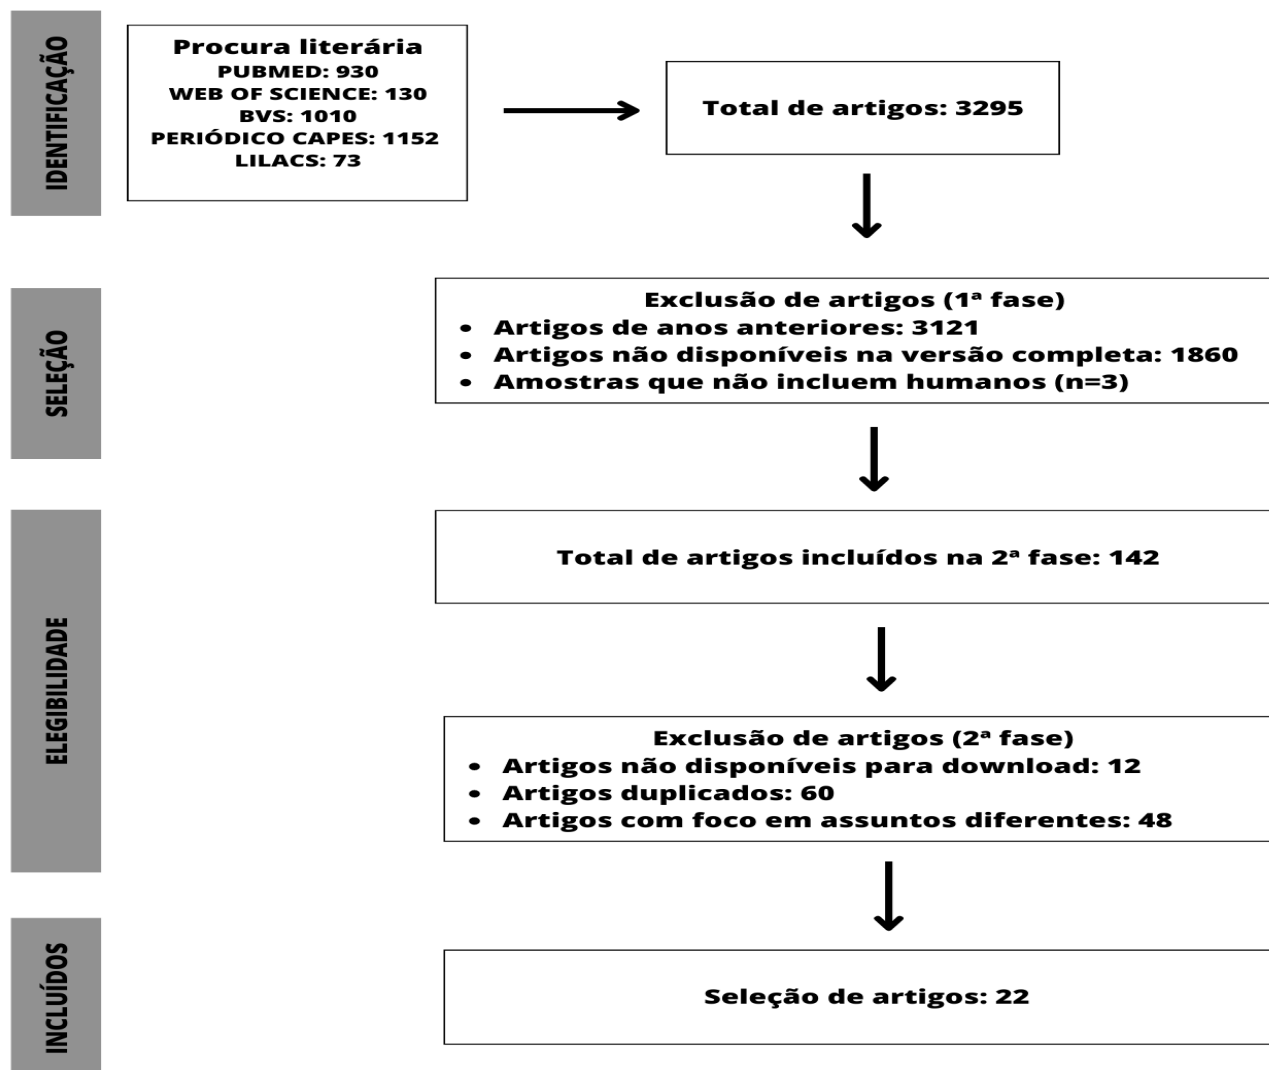 IDENTIFICAÇÃO
Procura literária
PUBMED: 930
WEB OF SCIENCE: 130
BVS: 1010
PERIÓDICO CAPES: 1152
LILACS: 73
Total de artigos: 3295
SELEÇÃO
Exclusão de artigos (1ª fase)
• Artigos de anos anteriores: 3121
• Artigos não disponíveis na versão completa: 1860
• Amostras que não incluem humanos (n=3)
ELEGIBILIDADE
Total de artigos incluídos na 2ª fase: 142
Exclusão de artigos (2ª fase)
• Artigos não disponíveis para download: 12
• Artigos duplicados: 60
• Artigos com foco em assuntos diferentes: 48
INCLUÍDOS
Seleção de artigos: 22